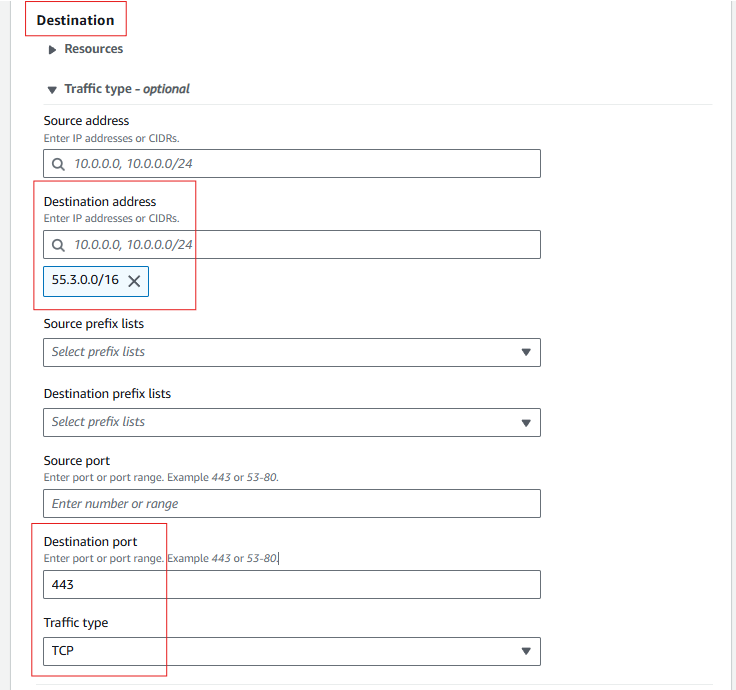 Destination
Resources
Traffic type - optional
Source address
Enter IP addresses or CIDRs.
10.0.0.0, 10.0.0.0/24
Destination address
Enter IP addresses or CIDRs.
10.0.0.0, 10.0.0.0/24
55.3.0.0/16
Source prefix lists
Select prefix lists
Destination prefix lists
Select prefix lists
Source port
Enter port or port range. Example 443 or 53-80.
Enter number or range
Destination port
Enter port or port range. Example 443 or 53-80.
443
Traffic type
TCP